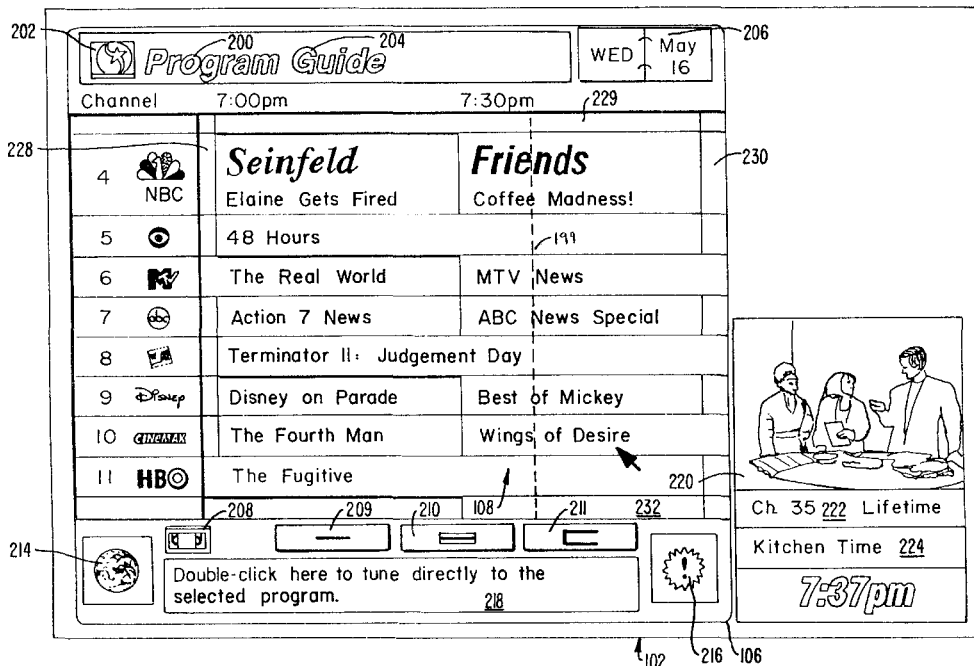 202 200 204 206
Program Guide WED May 16
Channel 7:00pm 7:30pm 229
228 230
4 NBC Seinfeld Friends
Elaine Gets Fired Coffee Madness!
5 48 Hours 199
6 MTV The Real World MTV News
7 abc Action 7 News ABC News Special
8 Terminator II: Judgement Day
9 Disney Disney on Parade Best of Mickey
10 CINEMAX The Fourth Man Wings of Desire
11 HBO The Fugitive 220
208 209 210 108 211 232 Ch. 35 222 Lifetime
214 Kitchen Time 224
Double-click here to tune directly to the
selected program. 218 ! 7:37pm
216 106
102